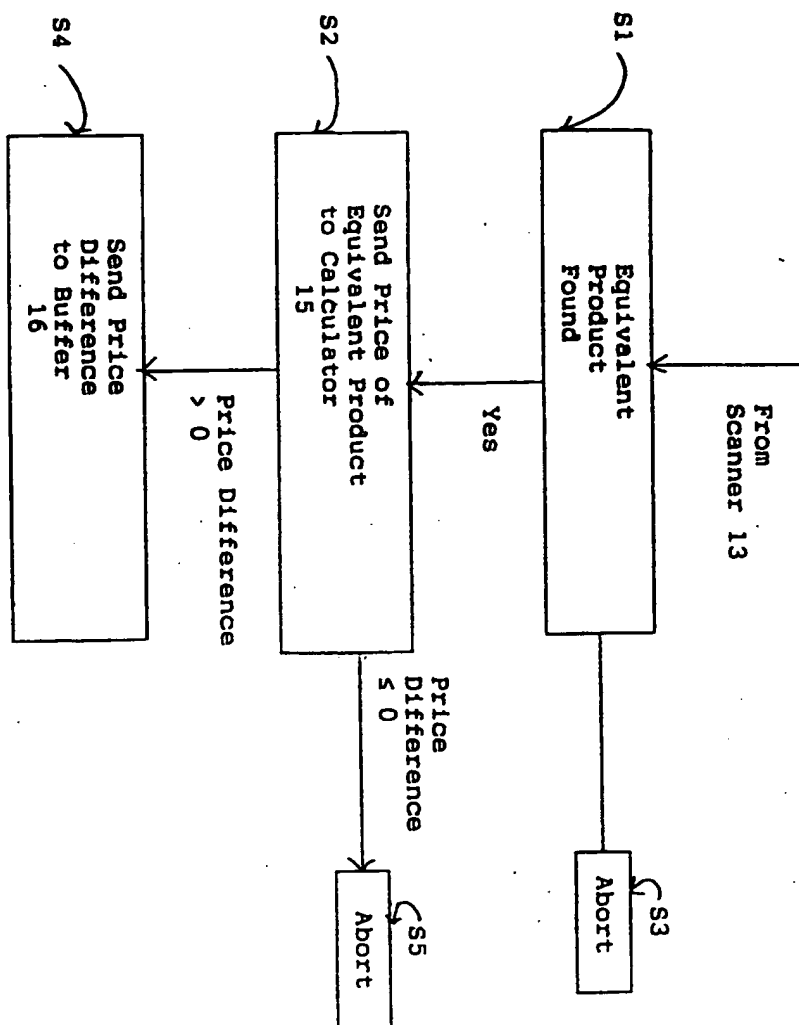 From
Scanner 13
S1
Equivalent
Product
Found
S3
Abort
Yes
S2
Send Price of
Equivalent Product
to Calculator
15
Price
Difference
≤ 0
S5
Abort
Price Difference
> 0
S4
Send Price
Difference
to Buffer
16